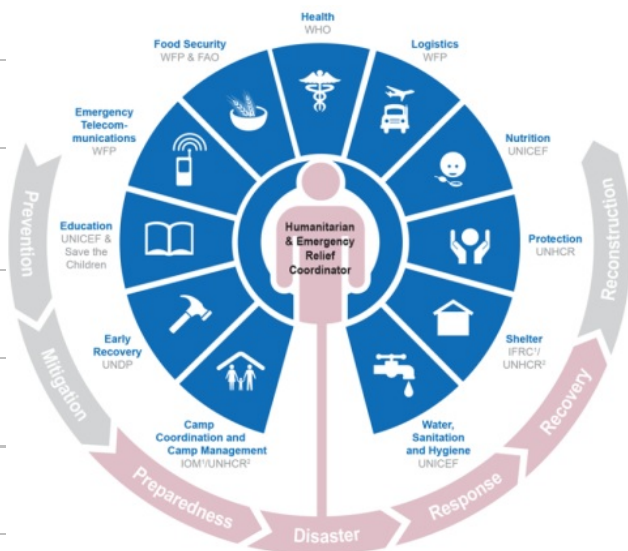 Health
WHO
Logistics
WFP
Nutrition
UNICEF
Protection
UNHCR
Shelter
IFRC¹/
UNHCR²
Water,
Sanitation
and Hygiene
UNICEF
Camp
Coordination and
Camp Management
IOM¹/UNHCR²
Early
Recovery
UNDP
Education
UNICEF &
Save the
Children
Emergency
Telecom-
munications
WFP
Food Security
WFP & FAO
Humanitarian
& Emergency
Relief
Coordinator
Prevention
Mitigation
Preparedness
Disaster
Response
Recovery
Reconstruction